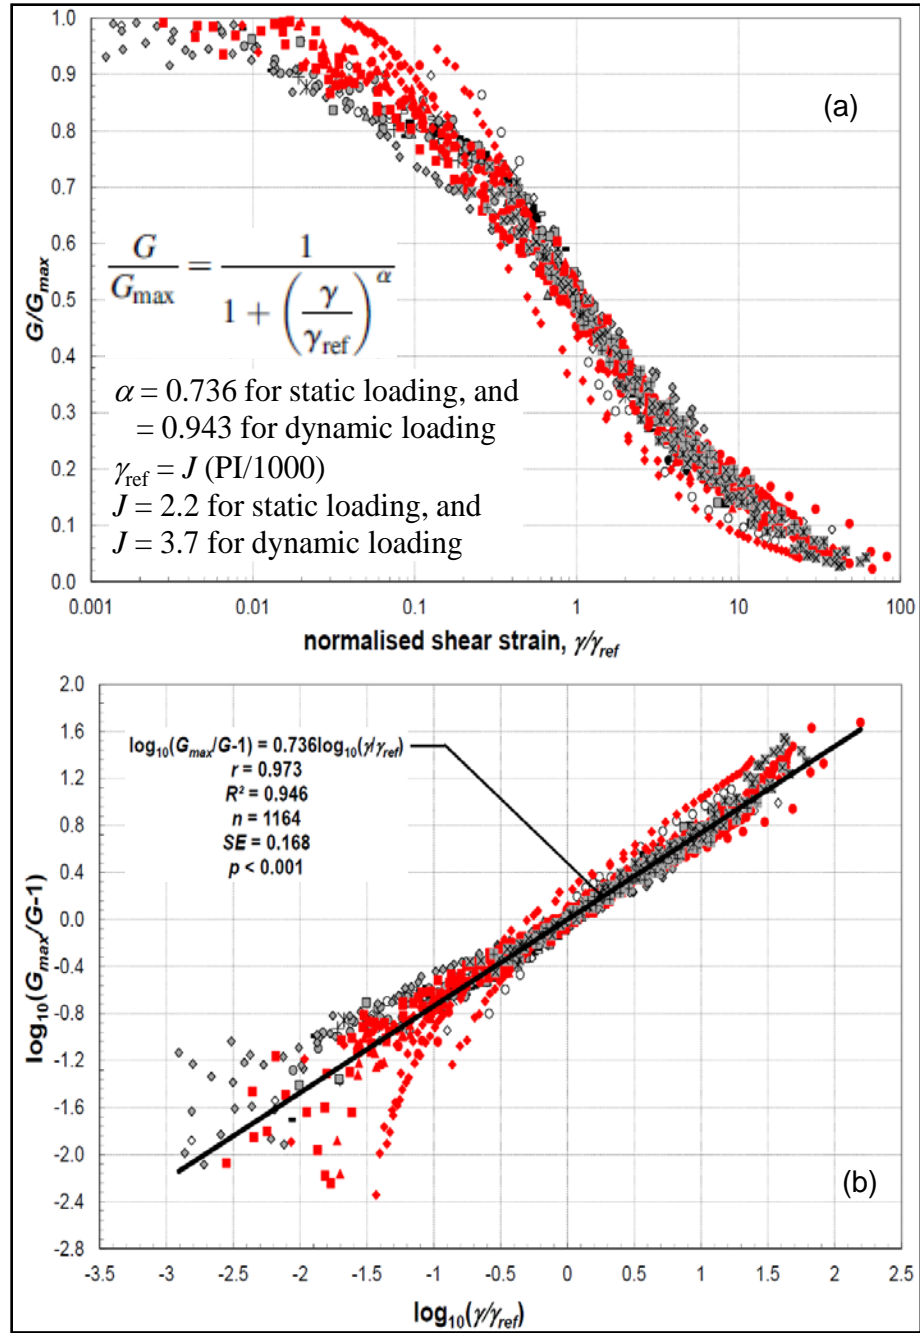 (a)
1.0
0.9
0.8
0.7
0.6
0.5
0.4
0.3
0.2
0.1
0.0
G/Gmax
G/Gmax = 1/(1 + (γ/γref)^α)
α = 0.736 for static loading, and
= 0.943 for dynamic loading
γref = J (PI/1000)
J = 2.2 for static loading, and
J = 3.7 for dynamic loading
0.001 0.01 0.1 1 10 100
normalised shear strain, γ/γref
2.0
1.6
1.2
0.8
0.4
0.0
-0.4
-0.8
-1.2
-1.6
-2.0
-2.4
-2.8
log10(Gmax/G-1)
log10(Gmax/G-1) = 0.736log10(γ/γref)
r = 0.973
R² = 0.946
n = 1164
SE = 0.168
p < 0.001
(b)
-3.5 -3 -2.5 -2 -1.5 -1 -0.5 0 0.5 1 1.5 2 2.5
log10(γ/γref)